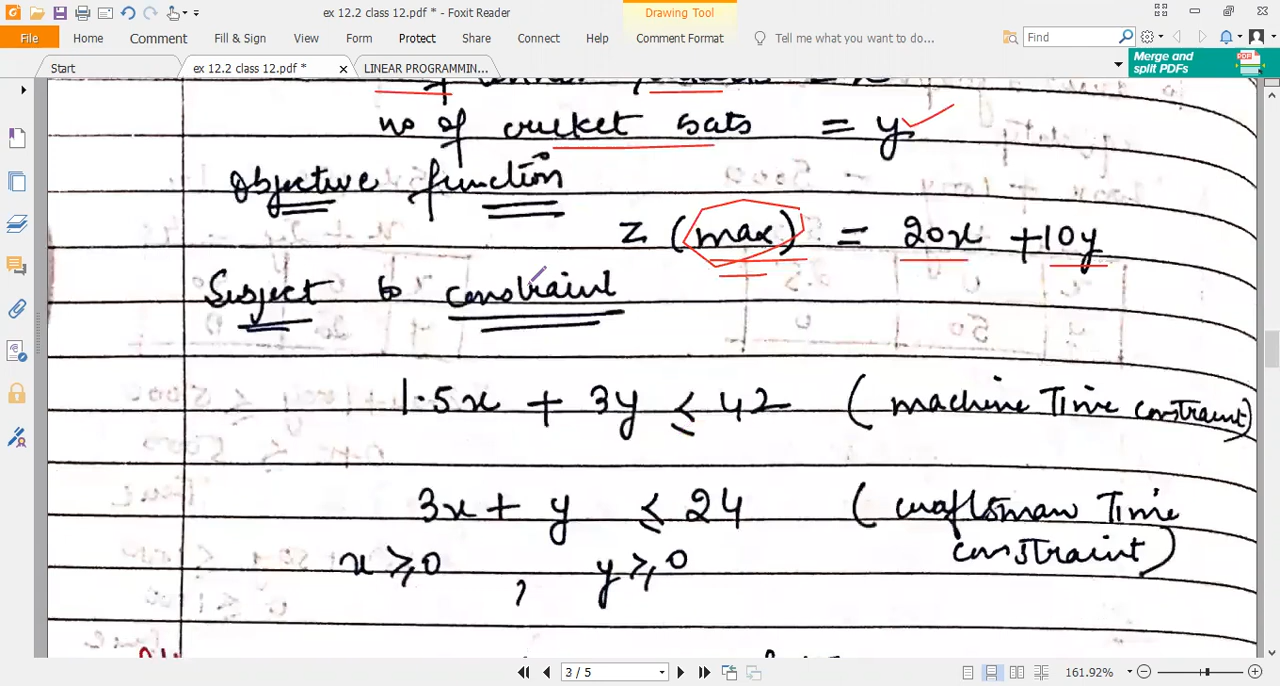 ex 12.2 class 12.pdf * - Foxit Reader
Drawing Tool
File Home Comment Fill & Sign View Form Protect Share Connect Help Comment Format Tell me what you want to do... Find
Start ex 12.2 class 12.pdf * LINEAR PROGRAMMIN... Merge and split PDFs
no of cricket bats = y
Objective function
Z (max) = 20x + 10y
Subject to constraint
1.5x + 3y ≤ 42 (machine Time constraint)
3x + y ≤ 24 (craftsman Time constraint)
x ≥ 0 , y ≥ 0
3 / 5 161.92%